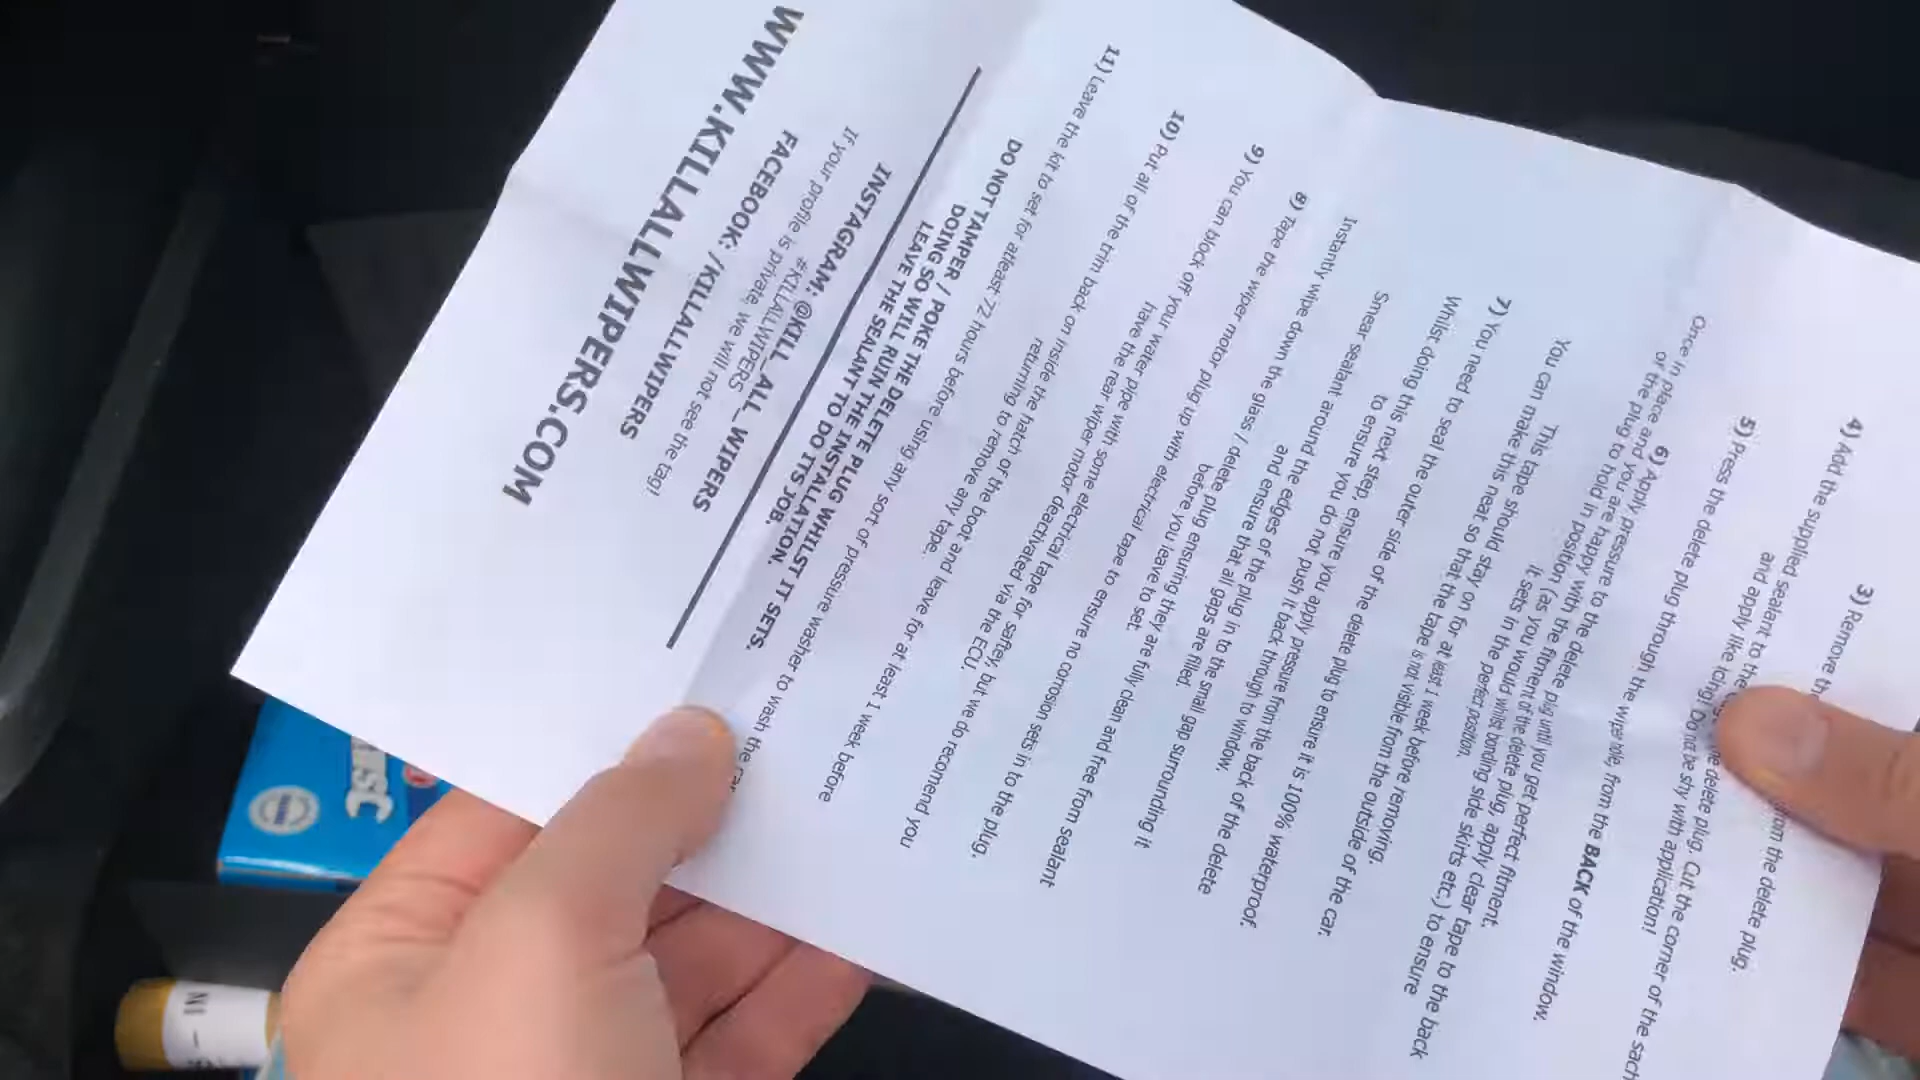 3) Remove
from the delete plug.
4) Add the supplied sealant to the
delete plug. Cut the corner of the sach
and apply like icing! Do not be shy with application!
5) Press the delete plug through the wiper hole, from the BACK of the window.
Once in place and you are happy with the fitment of the delete plug, apply clear tape to the back
of the plug to hold in position (as you would whilst bonding side skirts etc.) to ensure
it sets in the perfect position.
6) Apply pressure to the delete plug until you get perfect fitment.
This tape should stay on for at least 1 week before removing.
You can make this neat so that the tape is not visible from the outside of the car.
7) You need to seal the outer side of the delete plug to ensure it is 100% waterproof.
Whilst doing this next step, ensure you apply pressure from the back of the delete
to ensure you do not push it back through to window.
Smear sealant around the edges of the plug in to the small gap surrounding it
and ensure that all gaps are filled.
Instantly wipe down the glass / delete plug ensuring they are fully clean and free from sealant
before you leave to set.
8) Tape the wiper motor plug up with electrical tape to ensure no corrosion sets in to the plug.
9) You can block off your water pipe with some electrical tape for saftey, but we do recomend you
have the rear wiper motor deactivated via the ECU.
10) Put all of the trim back on inside the hatch of the boot and leave for at least 1 week before
returning to remove any tape.
11) Leave the kit to set for atleast 72 hours before using any sort of pressure washer to wash the car
DO NOT TAMPER / POKE THE DELETE PLUG WHILST IT SETS.
DOING SO WILL RUIN THE INSTALLATION.
LEAVE THE SEALANT TO DO ITS JOB.
INSTAGRAM: @KILL_ALL_WIPERS
#KILLALLWIPERS
If your profile is private, we will not see the tag!
FACEBOOK: /KILLALLWIPERS
WWW.KILLALLWIPERS.COM